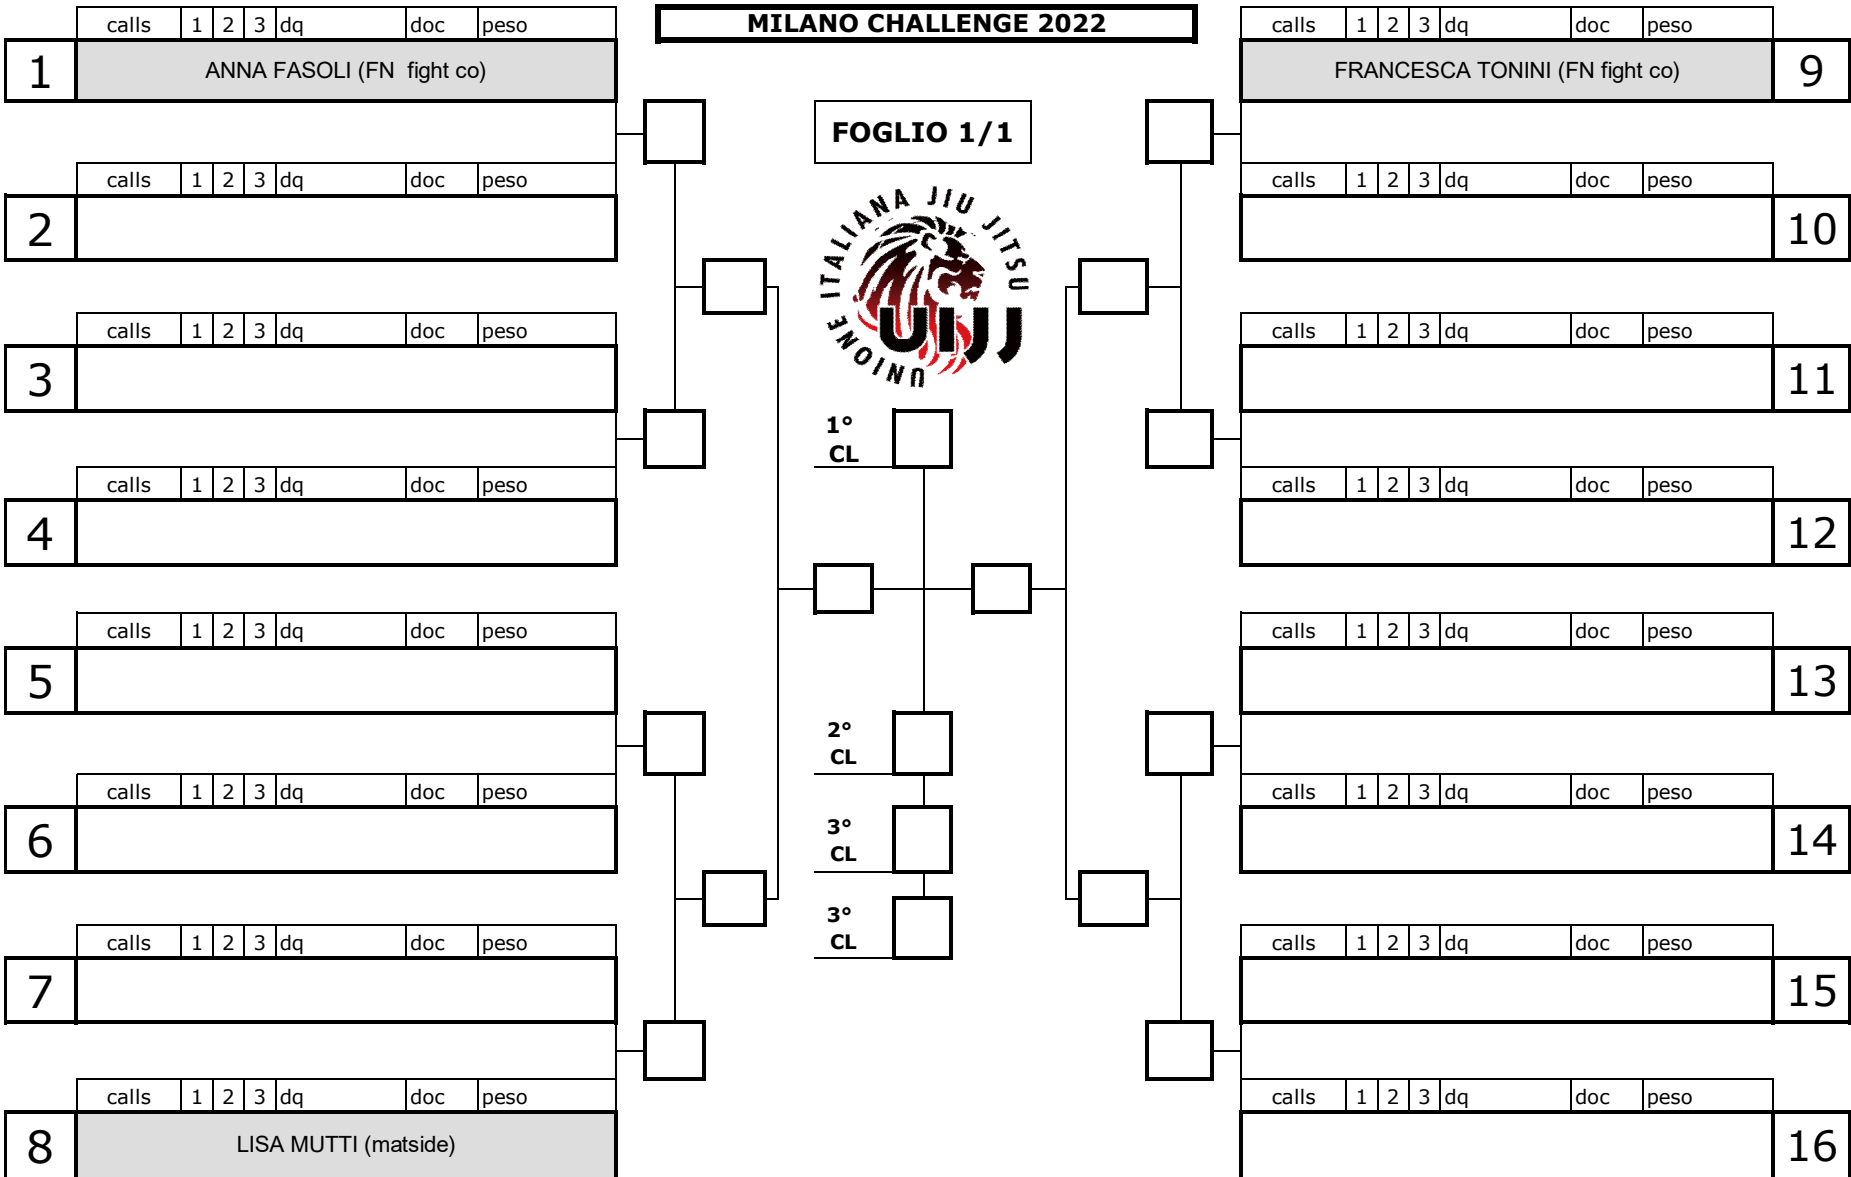 MILANO CHALLENGE 2022
calls 1 2 3 dq doc peso
1 ANNA FASOLI (FN fight co)
calls 1 2 3 dq doc peso
2
calls 1 2 3 dq doc peso
3
calls 1 2 3 dq doc peso
4
calls 1 2 3 dq doc peso
5
calls 1 2 3 dq doc peso
6
calls 1 2 3 dq doc peso
7
calls 1 2 3 dq doc peso
8 LISA MUTTI (matside)
FOGLIO 1/1
UNIONE ITALIANA JIU JITSU
UIJJ
1°
CL
2°
CL
3°
CL
3°
CL
calls 1 2 3 dq doc peso
FRANCESCA TONINI (FN fight co) 9
calls 1 2 3 dq doc peso
10
calls 1 2 3 dq doc peso
11
calls 1 2 3 dq doc peso
12
calls 1 2 3 dq doc peso
13
calls 1 2 3 dq doc peso
14
calls 1 2 3 dq doc peso
15
calls 1 2 3 dq doc peso
16